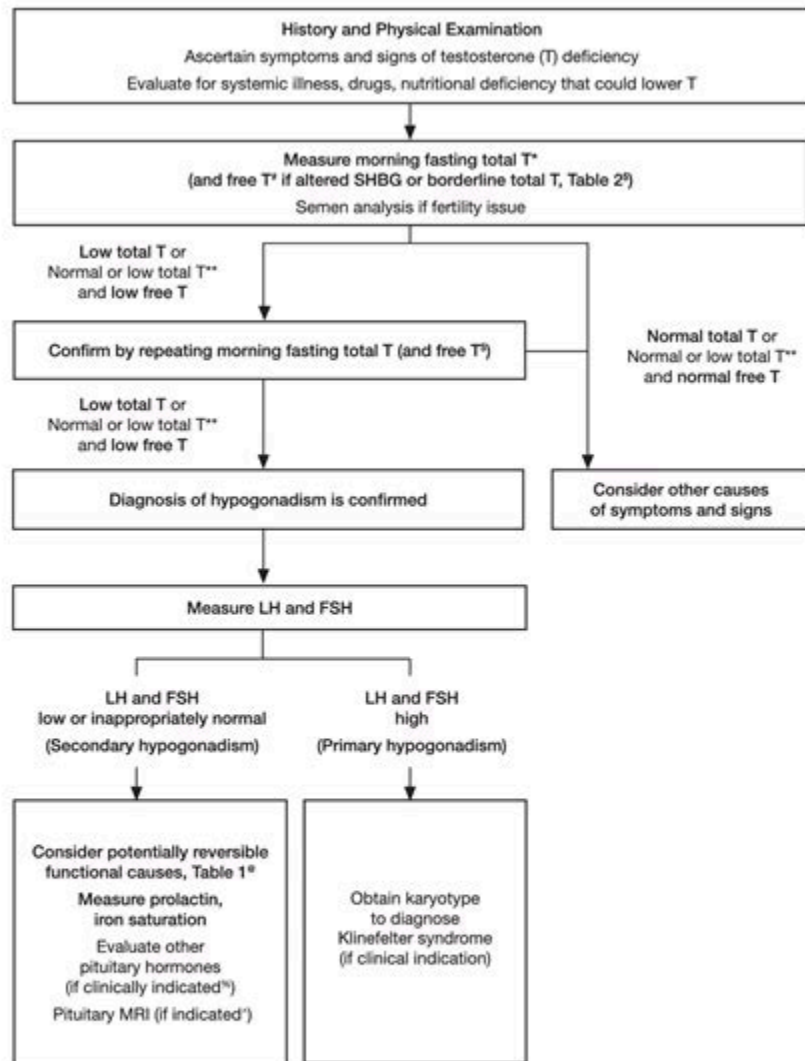 History and Physical Examination
Ascertain symptoms and signs of testosterone (T) deficiency
Evaluate for systemic illness, drugs, nutritional deficiency that could lower T
Measure morning fasting total T*
(and free T# if altered SHBG or borderline total T, Table 2$)
Semen analysis if fertility issue
Low total T or
Normal or low total T**
and low free T
Confirm by repeating morning fasting total T (and free T$)
Normal total T or
Normal or low total T**
and normal free T
Low total T or
Normal or low total T**
and low free T
Diagnosis of hypogonadism is confirmed
Consider other causes
of symptoms and signs
Measure LH and FSH
LH and FSH
low or inappropriately normal
(Secondary hypogonadism)
LH and FSH
high
(Primary hypogonadism)
Consider potentially reversible
functional causes, Table 1@
Measure prolactin,
iron saturation
Evaluate other
pituitary hormones
(if clinically indicated%)
Pituitary MRI (if indicated^)
Obtain karyotype
to diagnose
Klinefelter syndrome
(if clinical indication)